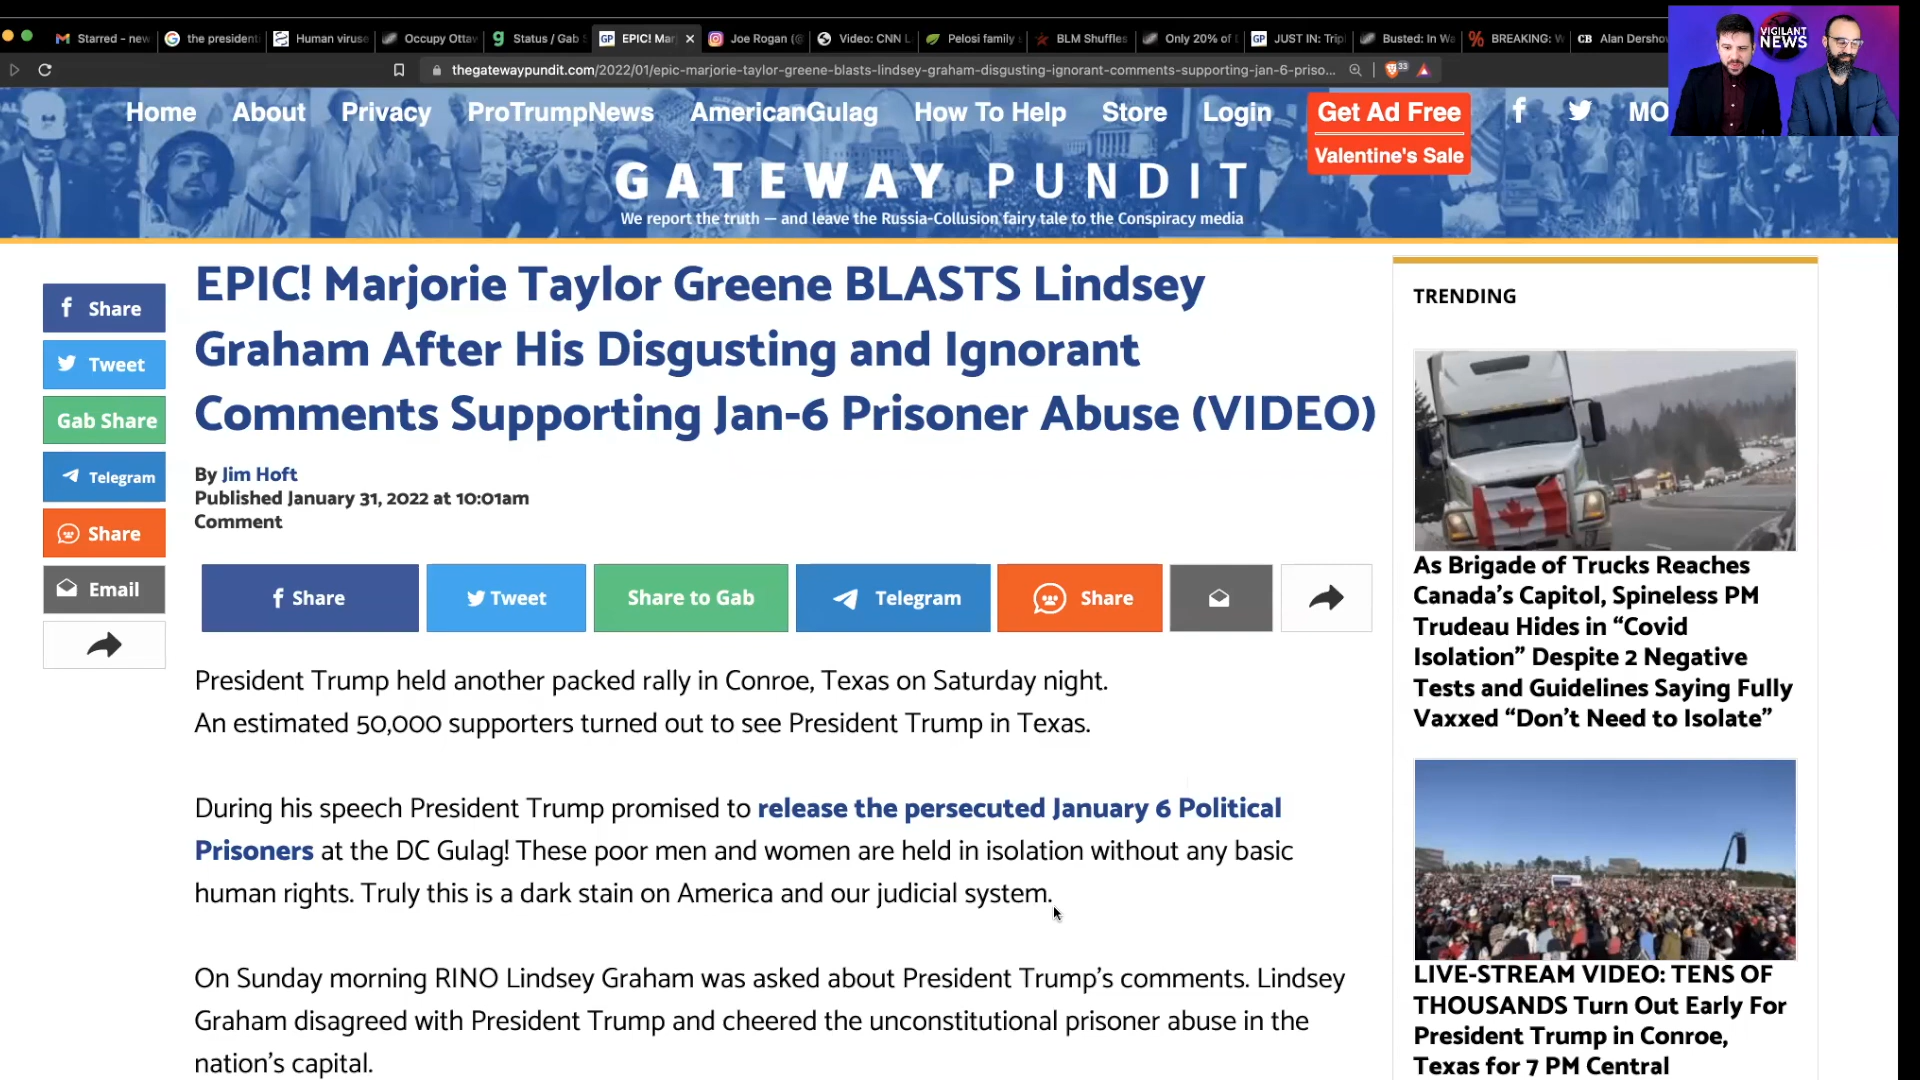 Starred - new
the president
Human viruse
Occupy Ottaw
Status / Gab S
GP EPIC! Mar
Joe Rogan (@
Video: CNN L
Pelosi family s
BLM Shuffles
Only 20% of D
GP JUST IN: Trip
Busted: In Wa
BREAKING: W
CB Alan Dershow
VIGILANT
NEWS
thegatewaypundit.com/2022/01/epic-marjorie-taylor-greene-blasts-lindsey-graham-disgusting-ignorant-comments-supporting-jan-6-priso...
33
Home About Privacy ProTrumpNews AmericanGulag How To Help Store Login Get Ad Free MO
Valentine's Sale
GATEWAY PUNDIT
We report the truth — and leave the Russia-Collusion fairy tale to the Conspiracy media
EPIC! Marjorie Taylor Greene BLASTS Lindsey
Graham After His Disgusting and Ignorant
Comments Supporting Jan-6 Prisoner Abuse (VIDEO)
By Jim Hoft
Published January 31, 2022 at 10:01am
Comment
Share
Tweet
Gab Share
Telegram
Share
Email
Share
Tweet
Share to Gab
Telegram
Share
President Trump held another packed rally in Conroe, Texas on Saturday night.
An estimated 50,000 supporters turned out to see President Trump in Texas.
During his speech President Trump promised to release the persecuted January 6 Political
Prisoners at the DC Gulag! These poor men and women are held in isolation without any basic
human rights. Truly this is a dark stain on America and our judicial system.
On Sunday morning RINO Lindsey Graham was asked about President Trump's comments. Lindsey
Graham disagreed with President Trump and cheered the unconstitutional prisoner abuse in the
nation's capital.
TRENDING
As Brigade of Trucks Reaches
Canada's Capitol, Spineless PM
Trudeau Hides in “Covid
Isolation” Despite 2 Negative
Tests and Guidelines Saying Fully
Vaxxed “Don't Need to Isolate”
LIVE-STREAM VIDEO: TENS OF
THOUSANDS Turn Out Early For
President Trump in Conroe,
Texas for 7 PM Central